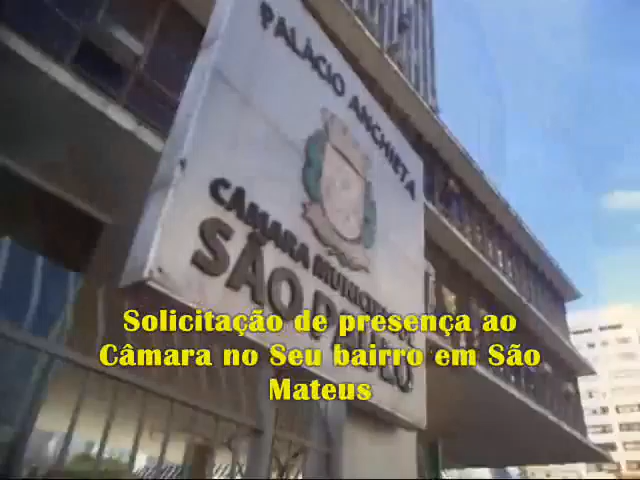 PALÁCIO ANCHIETA
CÂMARA MUNICIPAL
SÃO PAULO
Solicitação de presença ao
Câmara no Seu bairro em São
Mateus